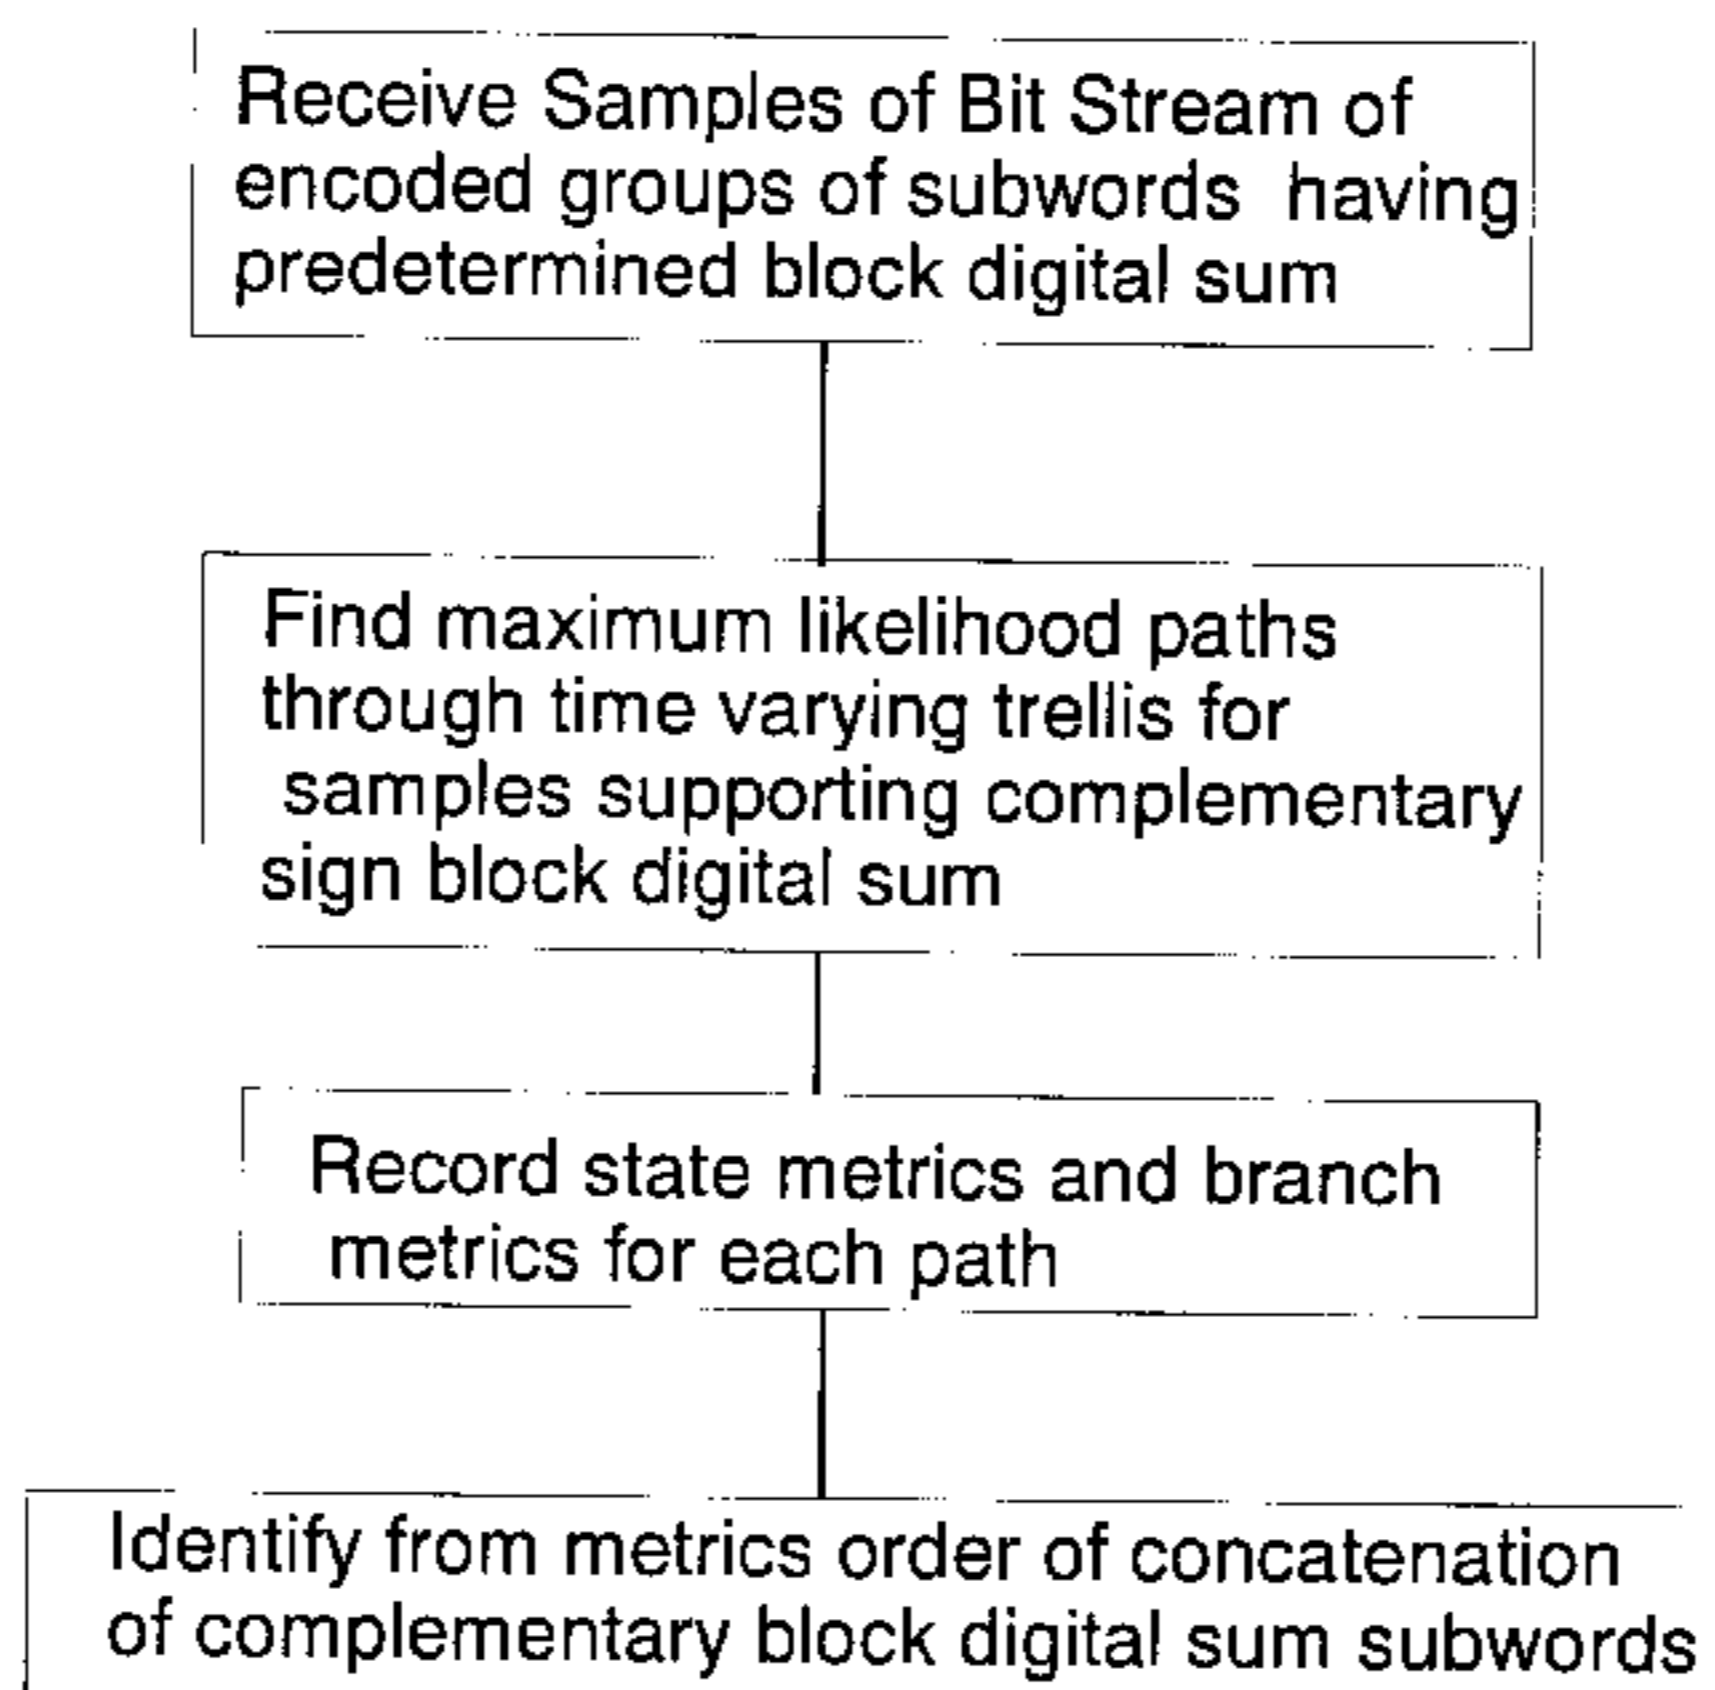 Receive Samples of Bit Stream of
encoded groups of subwords having
predetermined block digital sum
Find maximum likelihood paths
through time varying trellis for
samples supporting complementary
sign block digital sum
Record state metrics and branch
metrics for each path
Identify from metrics order of concatenation
of complementary block digital sum subwords